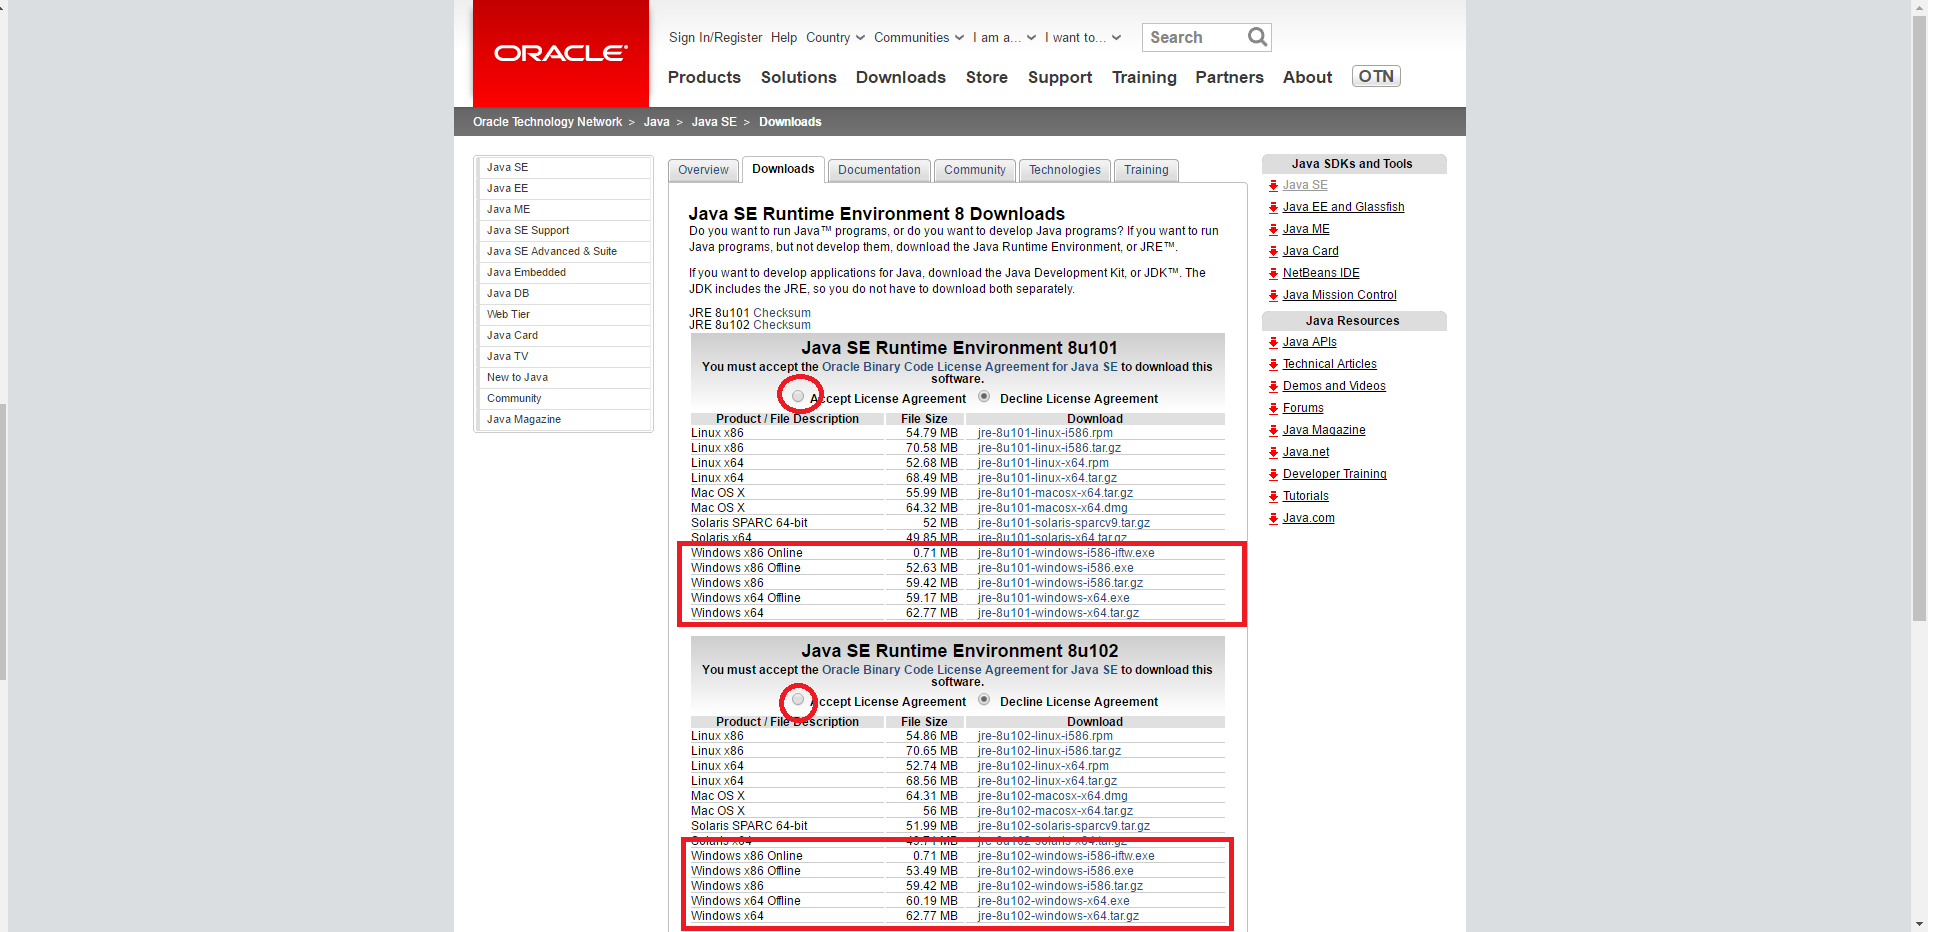 ORACLE
Sign In/Register Help Country Communities I am a... I want to... Search
Products Solutions Downloads Store Support Training Partners About OTN
Oracle Technology Network > Java > Java SE > Downloads
Java SE
Java EE
Java ME
Java SE Support
Java SE Advanced & Suite
Java Embedded
Java DB
Web Tier
Java Card
Java TV
New to Java
Community
Java Magazine
Overview Downloads Documentation Community Technologies Training
Java SE Runtime Environment 8 Downloads
Do you want to run Java™ programs, or do you want to develop Java programs? If you want to run
Java programs, but not develop them, download the Java Runtime Environment, or JRE™.
If you want to develop applications for Java, download the Java Development Kit, or JDK™. The
JDK includes the JRE, so you do not have to download both separately.
JRE 8u101 Checksum
JRE 8u102 Checksum
Java SE Runtime Environment 8u101
You must accept the Oracle Binary Code License Agreement for Java SE to download this
software.
Accept License Agreement Decline License Agreement
Product / File Description File Size Download
Linux x86 54.79 MB jre-8u101-linux-i586.rpm
Linux x86 70.58 MB jre-8u101-linux-i586.tar.gz
Linux x64 52.68 MB jre-8u101-linux-x64.rpm
Linux x64 68.49 MB jre-8u101-linux-x64.tar.gz
Mac OS X 55.99 MB jre-8u101-macosx-x64.tar.gz
Mac OS X 64.32 MB jre-8u101-macosx-x64.dmg
Solaris SPARC 64-bit 52 MB jre-8u101-solaris-sparcv9.tar.gz
Solaris x64 49.85 MB jre-8u101-solaris-x64.tar.gz
Windows x86 Online 0.71 MB jre-8u101-windows-i586-iftw.exe
Windows x86 Offline 52.63 MB jre-8u101-windows-i586.exe
Windows x86 59.42 MB jre-8u101-windows-i586.tar.gz
Windows x64 Offline 59.17 MB jre-8u101-windows-x64.exe
Windows x64 62.77 MB jre-8u101-windows-x64.tar.gz
Java SE Runtime Environment 8u102
You must accept the Oracle Binary Code License Agreement for Java SE to download this
software.
Accept License Agreement Decline License Agreement
Product / File Description File Size Download
Linux x86 54.86 MB jre-8u102-linux-i586.rpm
Linux x86 70.65 MB jre-8u102-linux-i586.tar.gz
Linux x64 52.74 MB jre-8u102-linux-x64.rpm
Linux x64 68.56 MB jre-8u102-linux-x64.tar.gz
Mac OS X 64.31 MB jre-8u102-macosx-x64.dmg
Mac OS X 56 MB jre-8u102-macosx-x64.tar.gz
Solaris SPARC 64-bit 51.99 MB jre-8u102-solaris-sparcv9.tar.gz
Solaris x64 MB jre-8u102-solaris-x64.tar.gz
Windows x86 Online 0.71 MB jre-8u102-windows-i586-iftw.exe
Windows x86 Offline 53.49 MB jre-8u102-windows-i586.exe
Windows x86 59.42 MB jre-8u102-windows-i586.tar.gz
Windows x64 Offline 60.19 MB jre-8u102-windows-x64.exe
Windows x64 62.77 MB jre-8u102-windows-x64.tar.gz
Java SDKs and Tools
Java SE
Java EE and Glassfish
Java ME
Java Card
NetBeans IDE
Java Mission Control
Java Resources
Java APIs
Technical Articles
Demos and Videos
Forums
Java Magazine
Java.net
Developer Training
Tutorials
Java.com